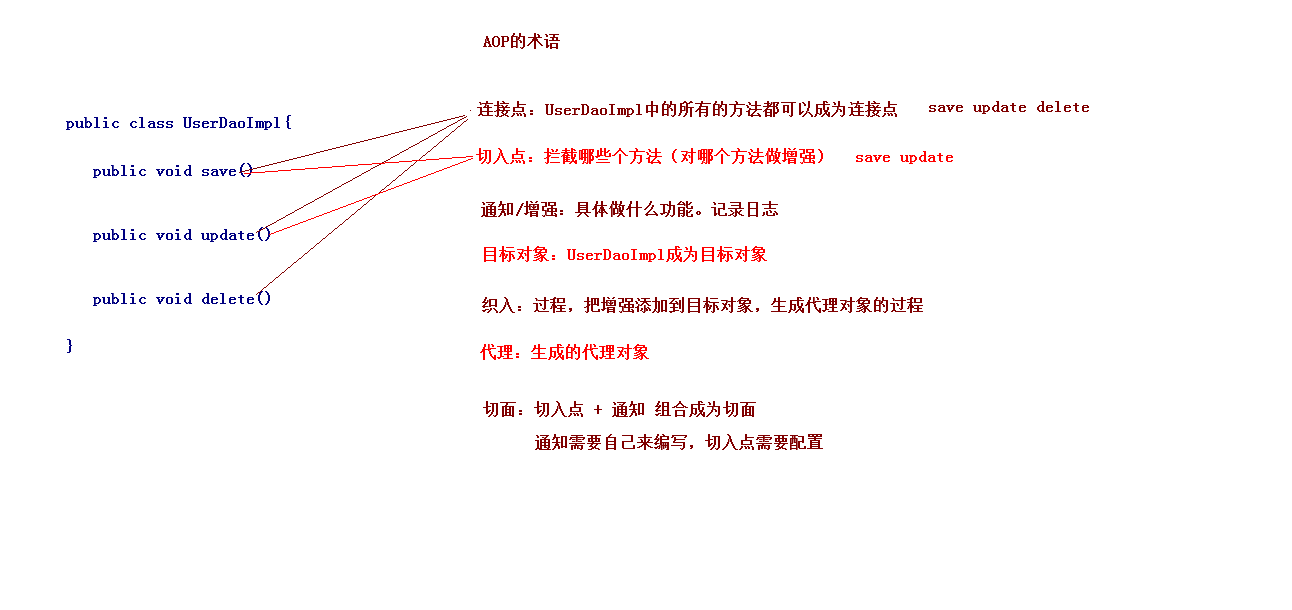 AOP的术语
public class UserDaoImpl{
public void save()
public void update()
public void delete()
}
连接点：UserDaoImpl中的所有的方法都可以成为连接点 save update delete
切入点：拦截哪些个方法（对哪个方法做增强） save update
通知/增强：具体做什么功能。记录日志
目标对象：UserDaoImpl成为目标对象
织入：过程，把增强添加到目标对象，生成代理对象的过程
代理：生成的代理对象
切面：切入点 + 通知 组合成为切面
通知需要自己来编写，切入点需要配置